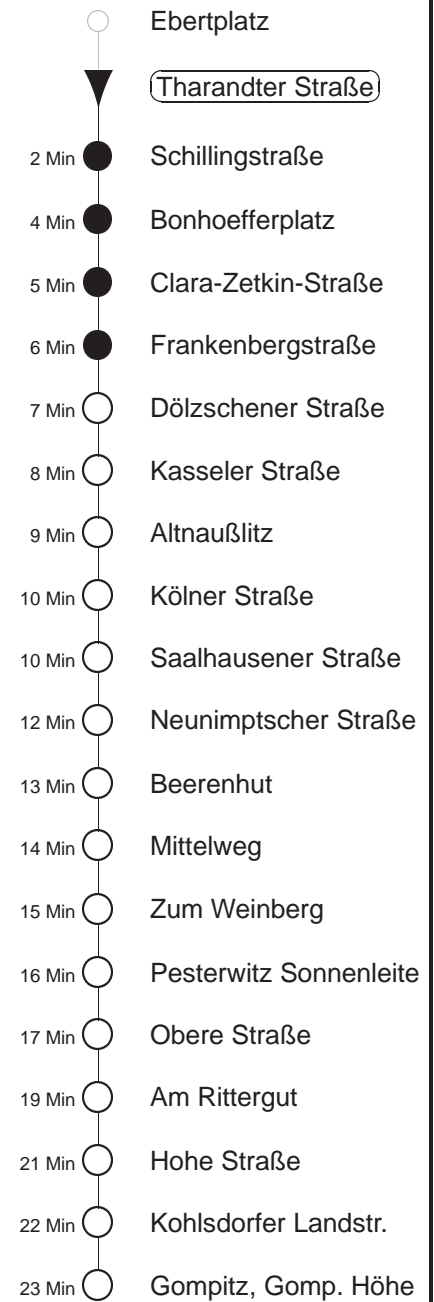 Ebertplatz
Tharandter Straße
2 Min Schillingstraße
4 Min Bonhoefferplatz
5 Min Clara-Zetkin-Straße
6 Min Frankenbergstraße
7 Min Dölzschener Straße
8 Min Kasseler Straße
9 Min Altnaußlitz
10 Min Kölner Straße
10 Min Saalhausener Straße
12 Min Neunimptscher Straße
13 Min Beerenhut
14 Min Mittelweg
15 Min Zum Weinberg
16 Min Pesterwitz Sonnenleite
17 Min Obere Straße
19 Min Am Rittergut
21 Min Hohe Straße
22 Min Kohlsdorfer Landstr.
23 Min Gompitz, Gomp. Höhe